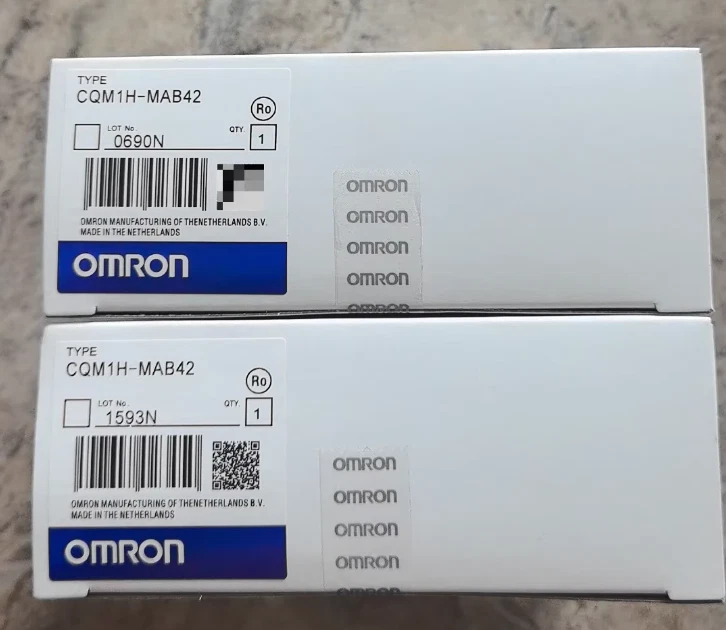 TYPE
CQM1H-MAB42
Ro
LOT No.
QTY.
0690N
1
OMRON MANUFACTURING OF THENETHERLANDS B.V.
MADE IN THE NETHERLANDS
OMRON
OMRON
OMRON
OMRON
OMRON
OMRON
TYPE
CQM1H-MAB42
Ro
LOT No.
QTY.
1593N
1
OMRON MANUFACTURING OF THENETHERLANDS B.V.
MADE IN THE NETHERLANDS
OMRON
OMRON
OMRON
OMRON
OMRON
OMRON